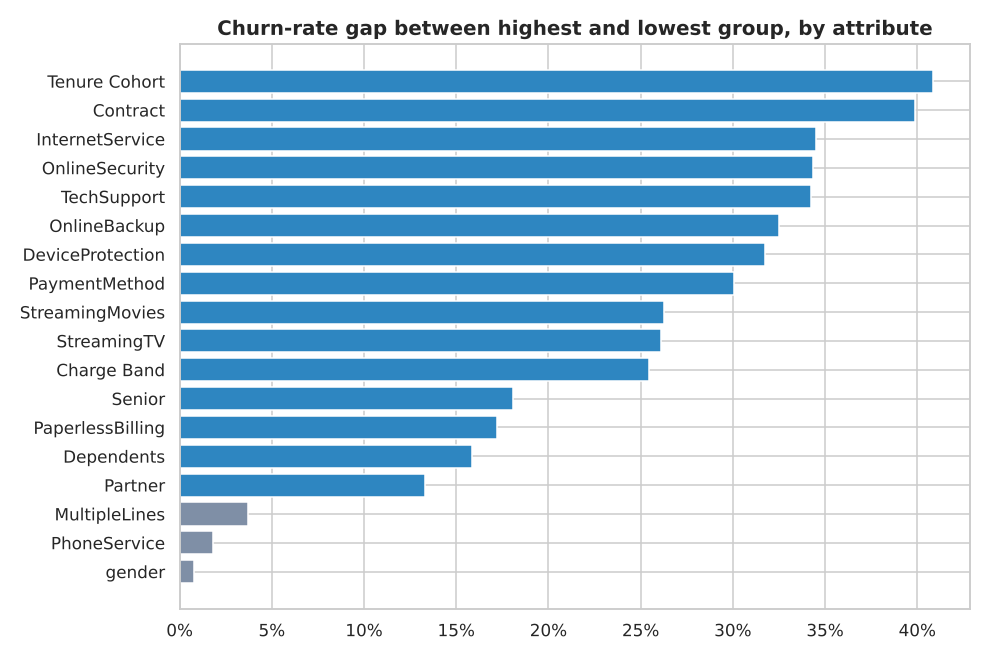 Churn-rate gap between highest and lowest group, by attribute
Tenure Cohort
Contract
InternetService
OnlineSecurity
TechSupport
OnlineBackup
DeviceProtection
PaymentMethod
StreamingMovies
StreamingTV
Charge Band
Senior
PaperlessBilling
Dependents
Partner
MultipleLines
PhoneService
gender
0% 5% 10% 15% 20% 25% 30% 35% 40%